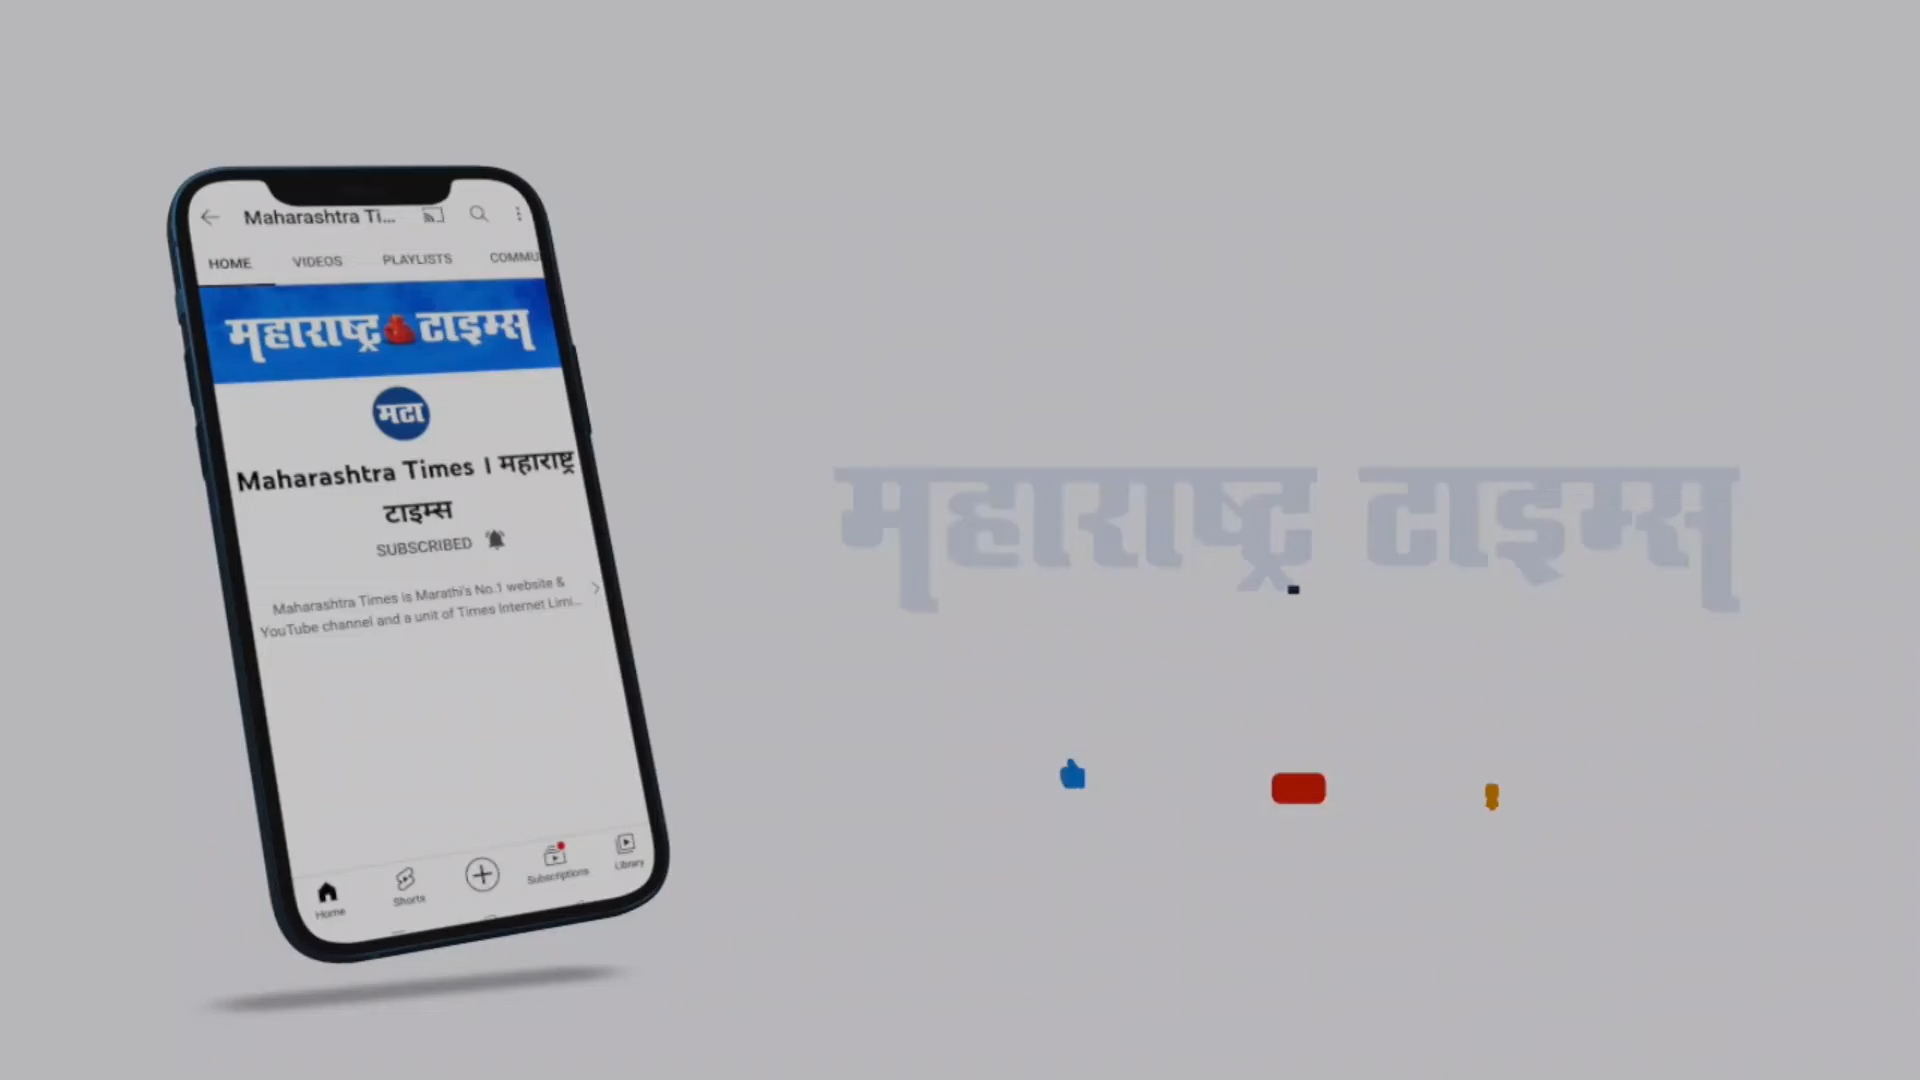 Maharashtra Ti...
HOME VIDEOS PLAYLISTS COMMU
महाराष्ट्र टाइम्स
मटा
Maharashtra Times । महाराष्ट्र
टाइम्स
SUBSCRIBED
Maharashtra Times is Marathi's No.1 website &
YouTube channel and a unit of Times Internet Limi...
Home Shorts Subscriptions Library
महाराष्ट्र टाइम्स